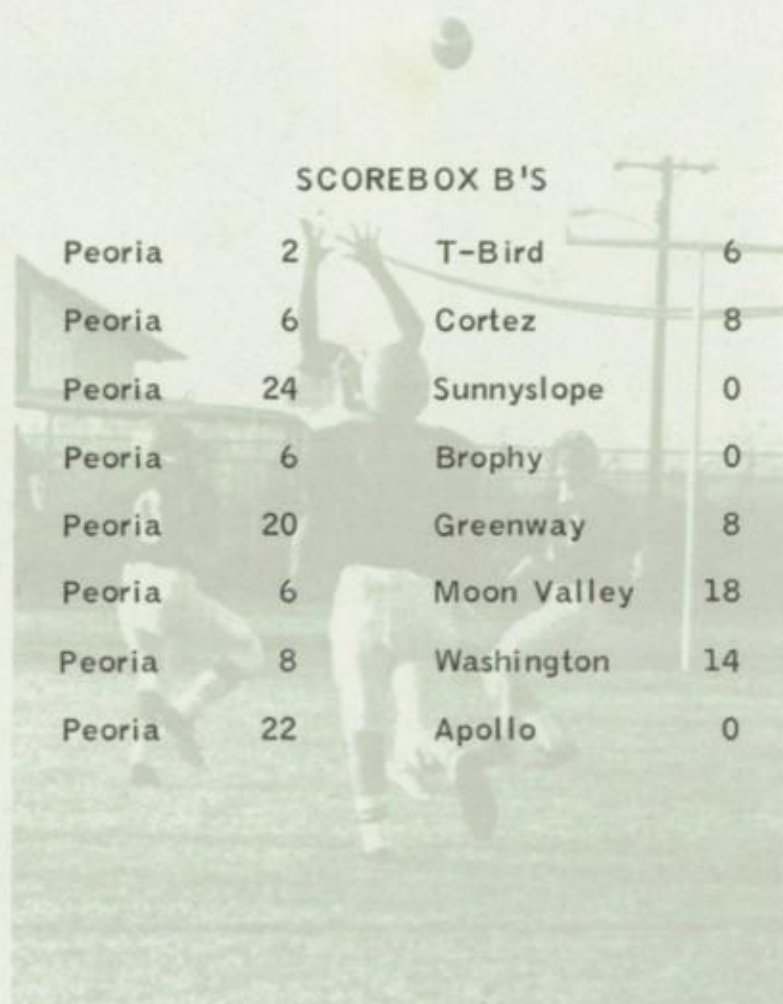 SCOREBOX B'S
Peoria 2 T-Bird 6
Peoria 6 Cortez 8
Peoria 24 Sunnyslope 0
Peoria 6 Brophy 0
Peoria 20 Greenway 8
Peoria 6 Moon Valley 18
Peoria 8 Washington 14
Peoria 22 Apollo 0